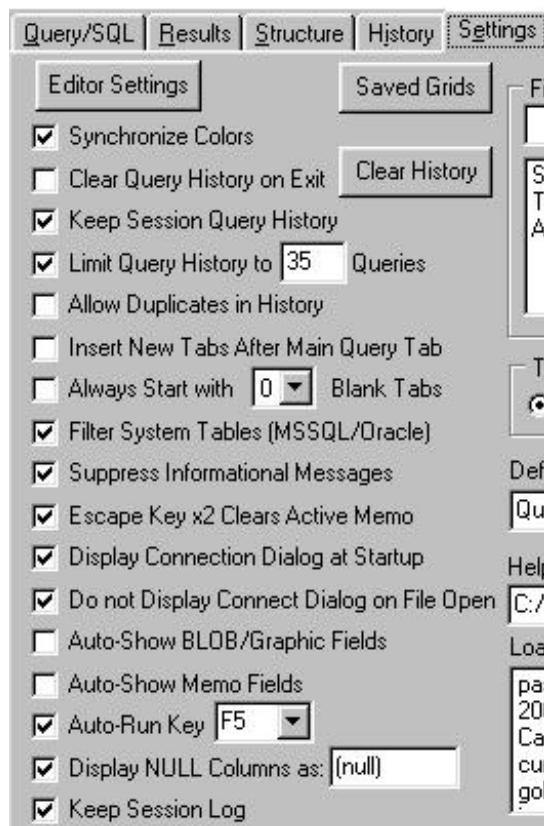 Query/SQL Results Structure History Settings
Editor Settings Saved Grids
Synchronize Colors
Clear Query History on Exit Clear History
Keep Session Query History
Limit Query History to 35 Queries
Allow Duplicates in History
Insert New Tabs After Main Query Tab
Always Start with 0 Blank Tabs
Filter System Tables (MSSQL/Oracle)
Suppress Informational Messages
Escape Key x2 Clears Active Memo
Display Connection Dialog at Startup
Do not Display Connect Dialog on File Open
Auto-Show BLOB/Graphic Fields
Auto-Show Memo Fields
Auto-Run Key F5
Display NULL Columns as: (null)
Keep Session Log
S
T
A
T
Def
Qu
Help
C:/
Loa